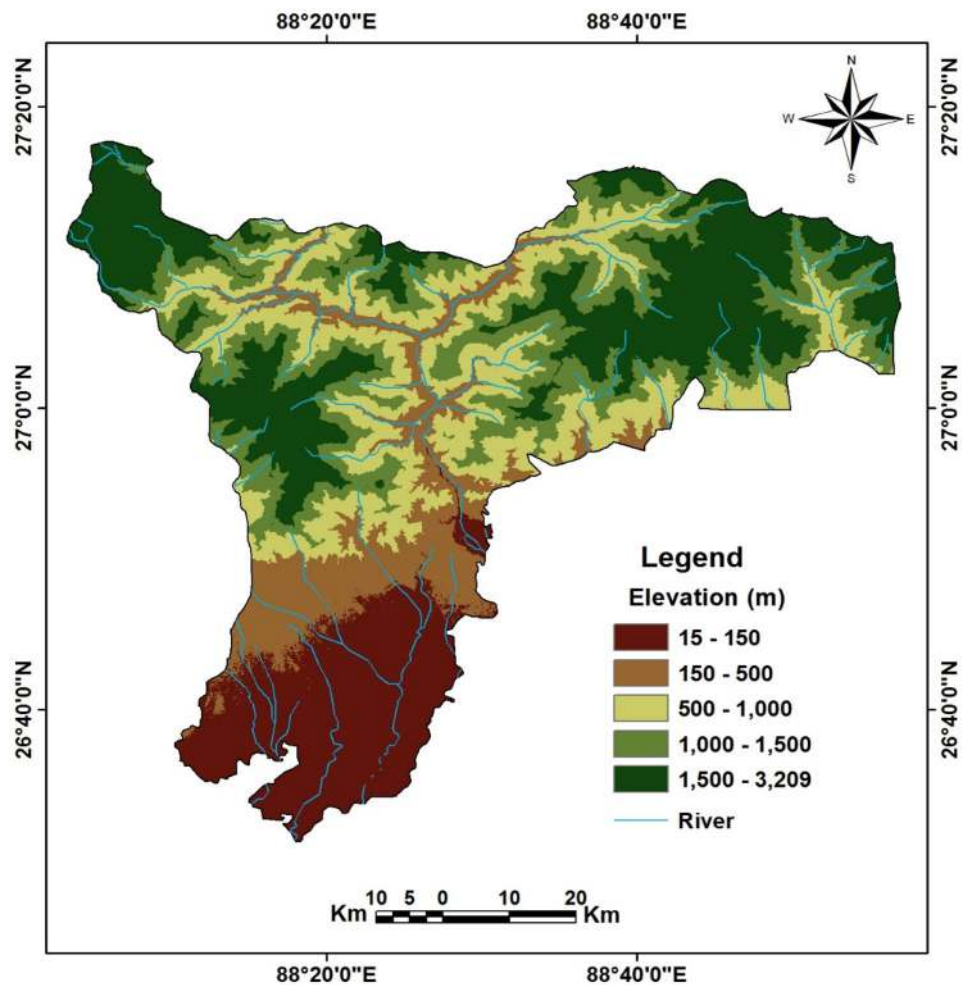 88°20'0"E 88°40'0"E
27°20'0"N 27°20'0"N
N
W E
S
27°0'0"N 27°0'0"N
Legend
Elevation (m)
15 - 150
150 - 500
500 - 1,000
1,000 - 1,500
1,500 - 3,209
River
26°40'0"N 26°40'0"N
10 5 0 10 20
Km Km
88°20'0"E 88°40'0"E